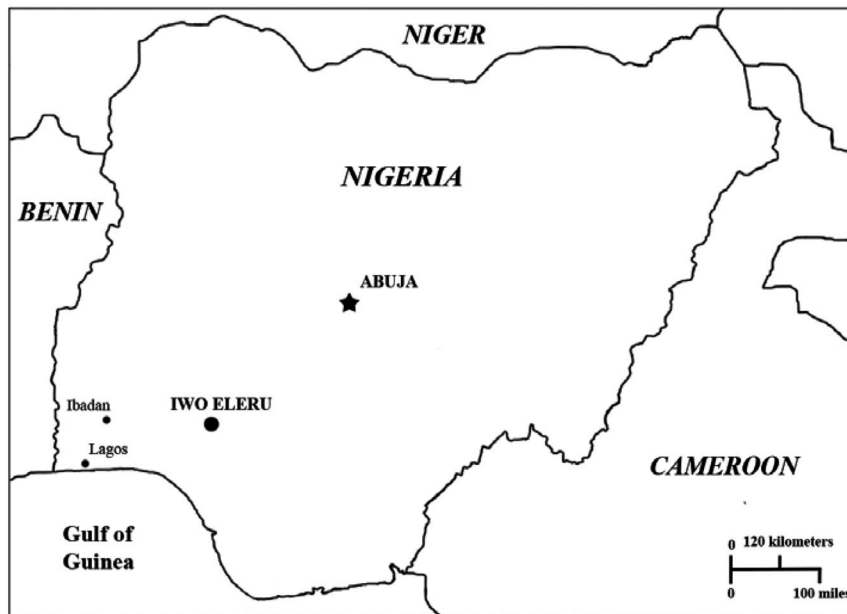 NIGER
NIGERIA
BENIN
ABUJA
Ibadan
IWO ELERU
Lagos
CAMEROON
Gulf of
Guinea
0 120 kilometers
0 100 miles